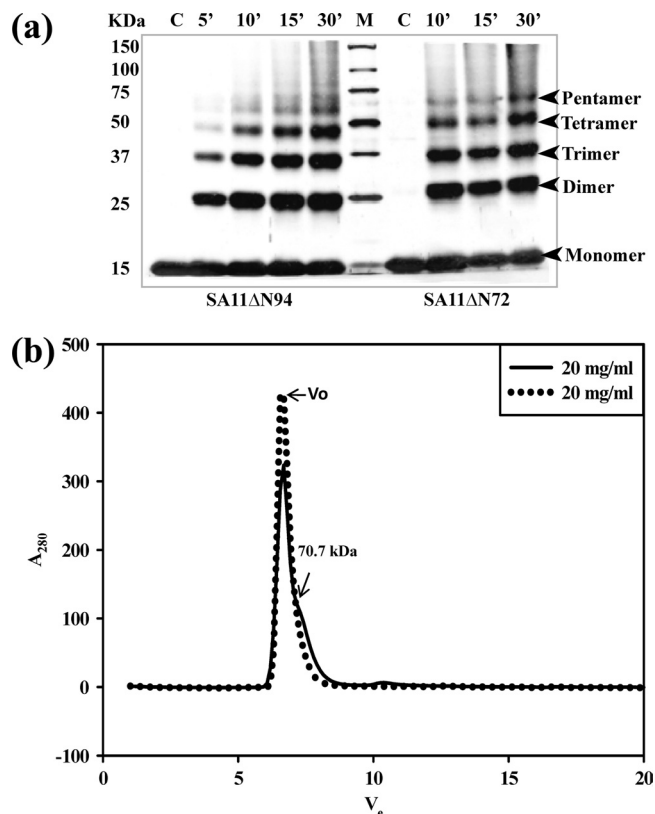 (a)
KDa C 5' 10' 15' 30' M C 10' 15' 30'
150
100
75
50
37
25
15
Pentamer
Tetramer
Trimer
Dimer
Monomer
SA11ΔN94 SA11ΔN72
(b)
500
400
300
200
100
0
-100
A280
Vo
70.7 kDa
20 mg/ml
20 mg/ml
0 5 10 15 20
Ve